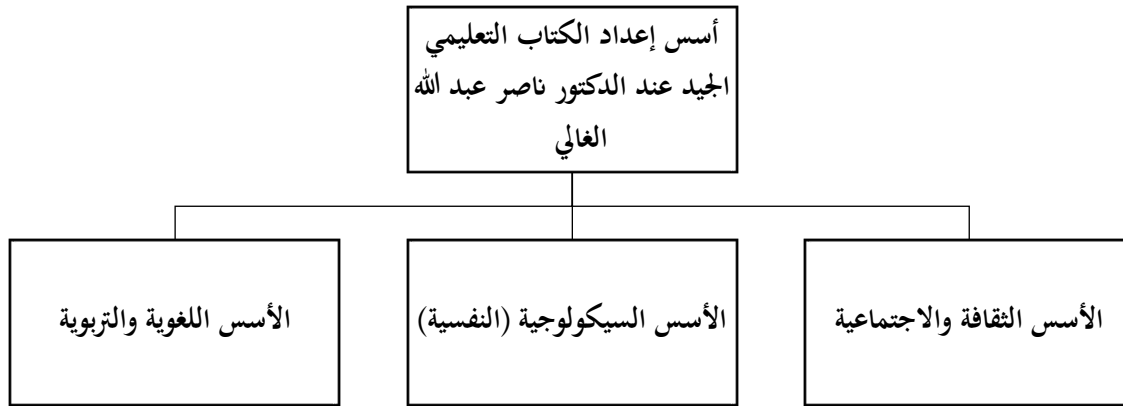 أسس إعداد الكتاب التعليمي
الجيد عند الدكتور ناصر عبد الله
الغالي
الأسس الثقافة والاجتماعية
الأسس السيكولوجية (النفسية)
الأسس اللغوية والتربوية